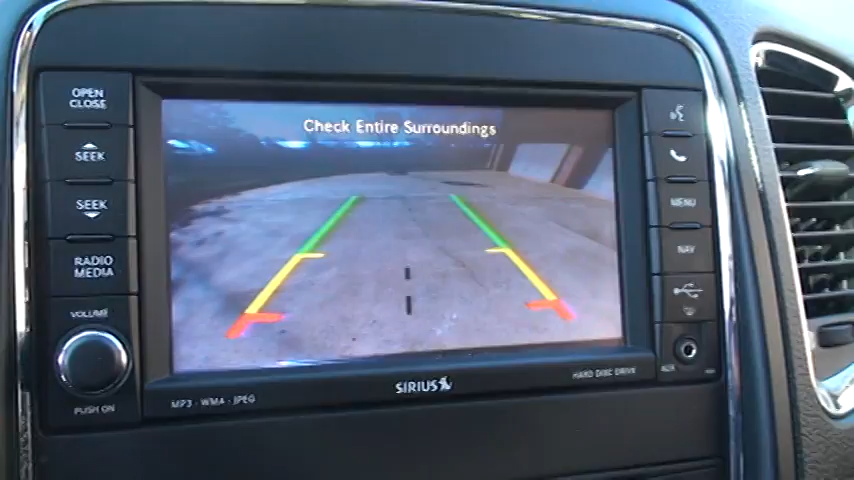 OPEN
CLOSE
SEEK
SEEK
RADIO
MEDIA
VOLUME
PUSH ON
Check Entire Surroundings
MENU
NAV
AUX
MP3 · WMA · JPEG
SIRIUS
HARD DISC DRIVE